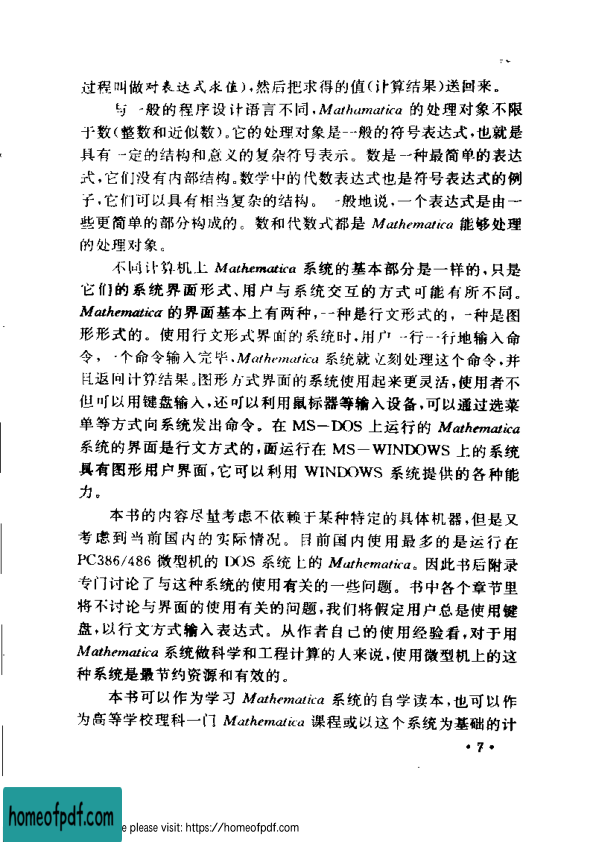 过程叫做对表达式求值),然后把求得的值(计算结果)送回来。
与一般的程序设计语言不同,Mathamatica 的处理对象不限
于数(整数和近似数)。它的处理对象是一般的符号表达式,也就是
具有一定的结构和意义的复杂符号表示。数是一种最简单的表达
式,它们没有内部结构。数学中的代数表达式也是符号表达式的例
子,它们可以具有相当复杂的结构。一般地说,一个表达式是由一
些更简单的部分构成的。数和代数式都是 Mathematica 能够处理
的处理对象。
不同计算机上 Mathematica 系统的基本部分是一样的,只是
它们的系统界面形式、用户与系统交互的方式可能有所不同。
Mathematica 的界面基本上有两种,一种是行文形式的,一种是图
形形式的。使用行文形式界面的系统时,用户一行一行地输入命
令,一个命令输入完毕,Mathematica 系统就立刻处理这个命令,并
且返回计算结果。图形方式界面的系统使用起来更灵活,使用者不
但可以用键盘输入,还可以利用鼠标器等输入设备,可以通过选菜
单等方式向系统发出命令。在 MS-DOS 上运行的 Mathematica
系统的界面是行文方式的,面运行在 MS-WINDOWS 上的系统
具有图形用户界面,它可以利用 WINDOWS 系统提供的各种能
力。
本书的内容尽量考虑不依赖于某种特定的具体机器,但是又
考虑到当前国内的实际情况。目前国内使用最多的是运行在
PC386/486 微型机的 DOS 系统上的 Mathematica。因此书后附录
专门讨论了与这种系统的使用有关的一些问题。书中各个章节里
将不讨论与界面的使用有关的问题,我们将假定用户总是使用键
盘,以行文方式输入表达式。从作者自己的使用经验看,对于用
Mathematica 系统做科学和工程计算的人来说,使用微型机上的这
种系统是最节约资源和有效的。
本书可以作为学习 Mathematica 系统的自学读本,也可以作
为高等学校理科一门 Mathematica 课程或以这个系统为基础的计
• 7 •
homeofpdf.com
e please visit: https://homeofpdf.com